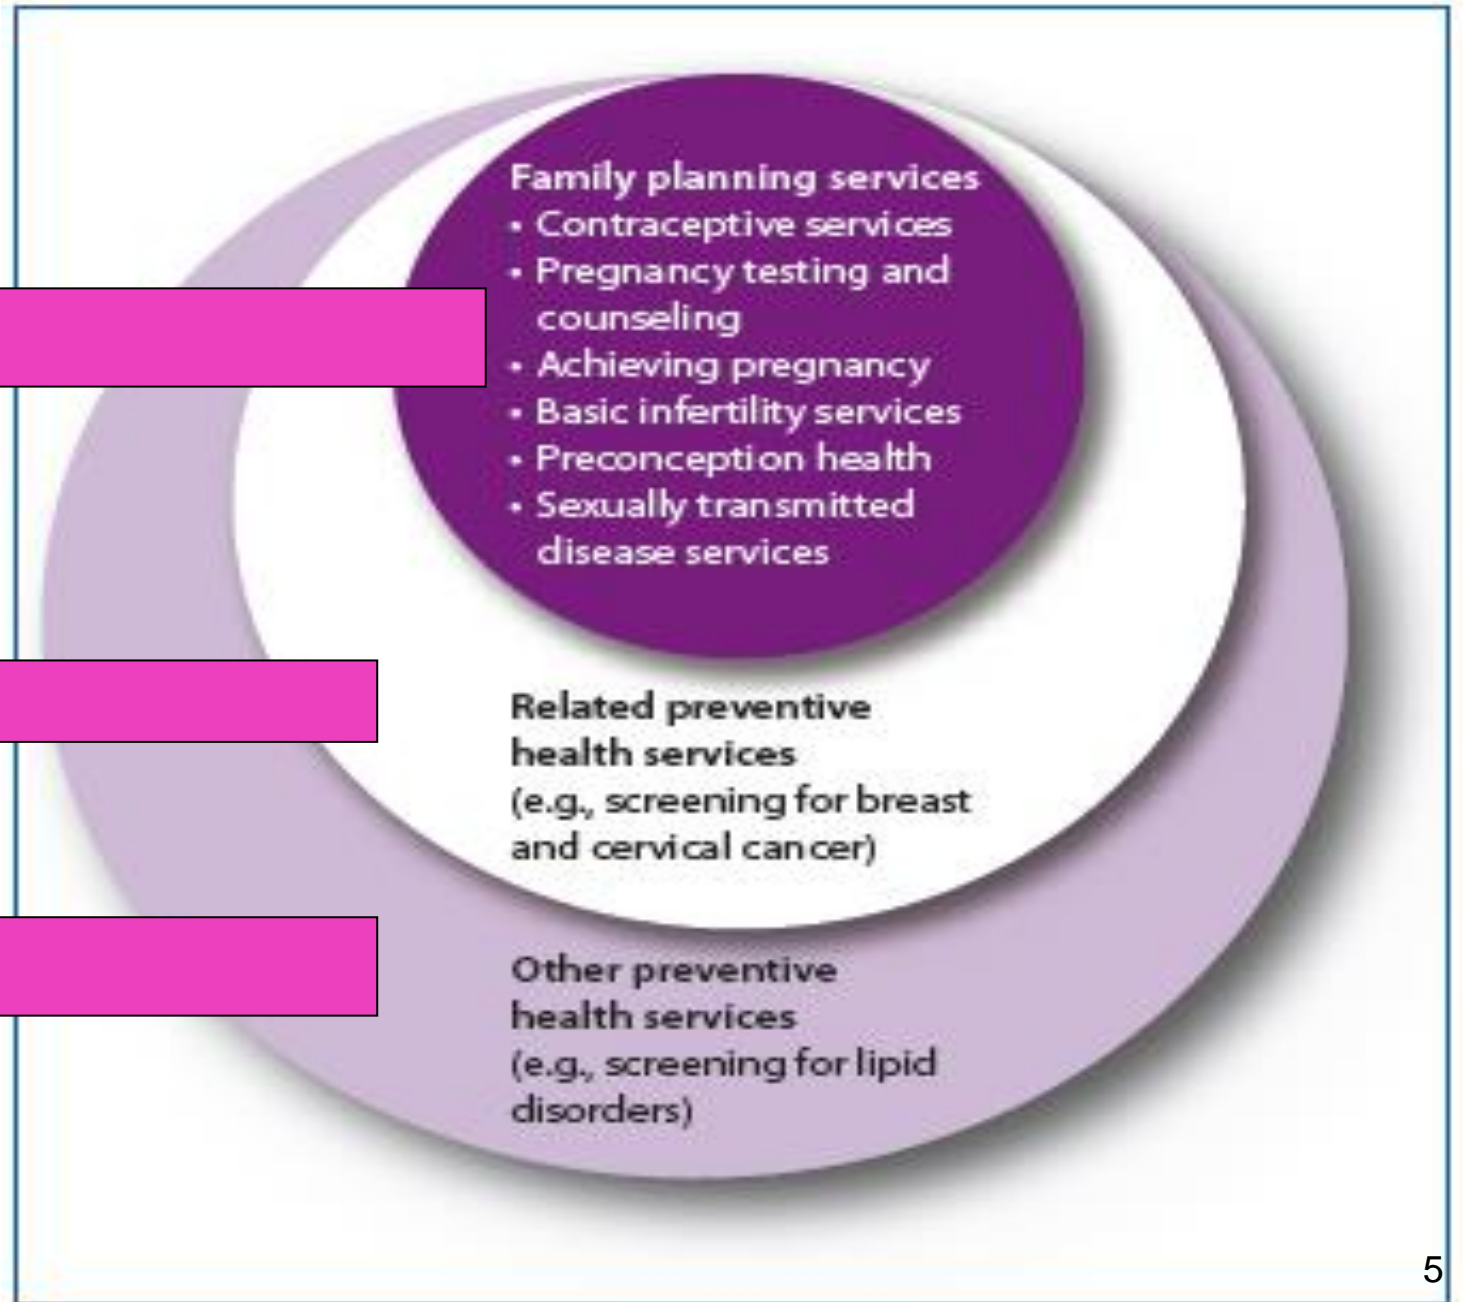 Family planning services
• Contraceptive services
• Pregnancy testing and
counseling
• Achieving pregnancy
• Basic infertility services
• Preconception health
• Sexually transmitted
disease services
Related preventive
health services
(e.g., screening for breast
and cervical cancer)
Other preventive
health services
(e.g., screening for lipid
disorders)
5